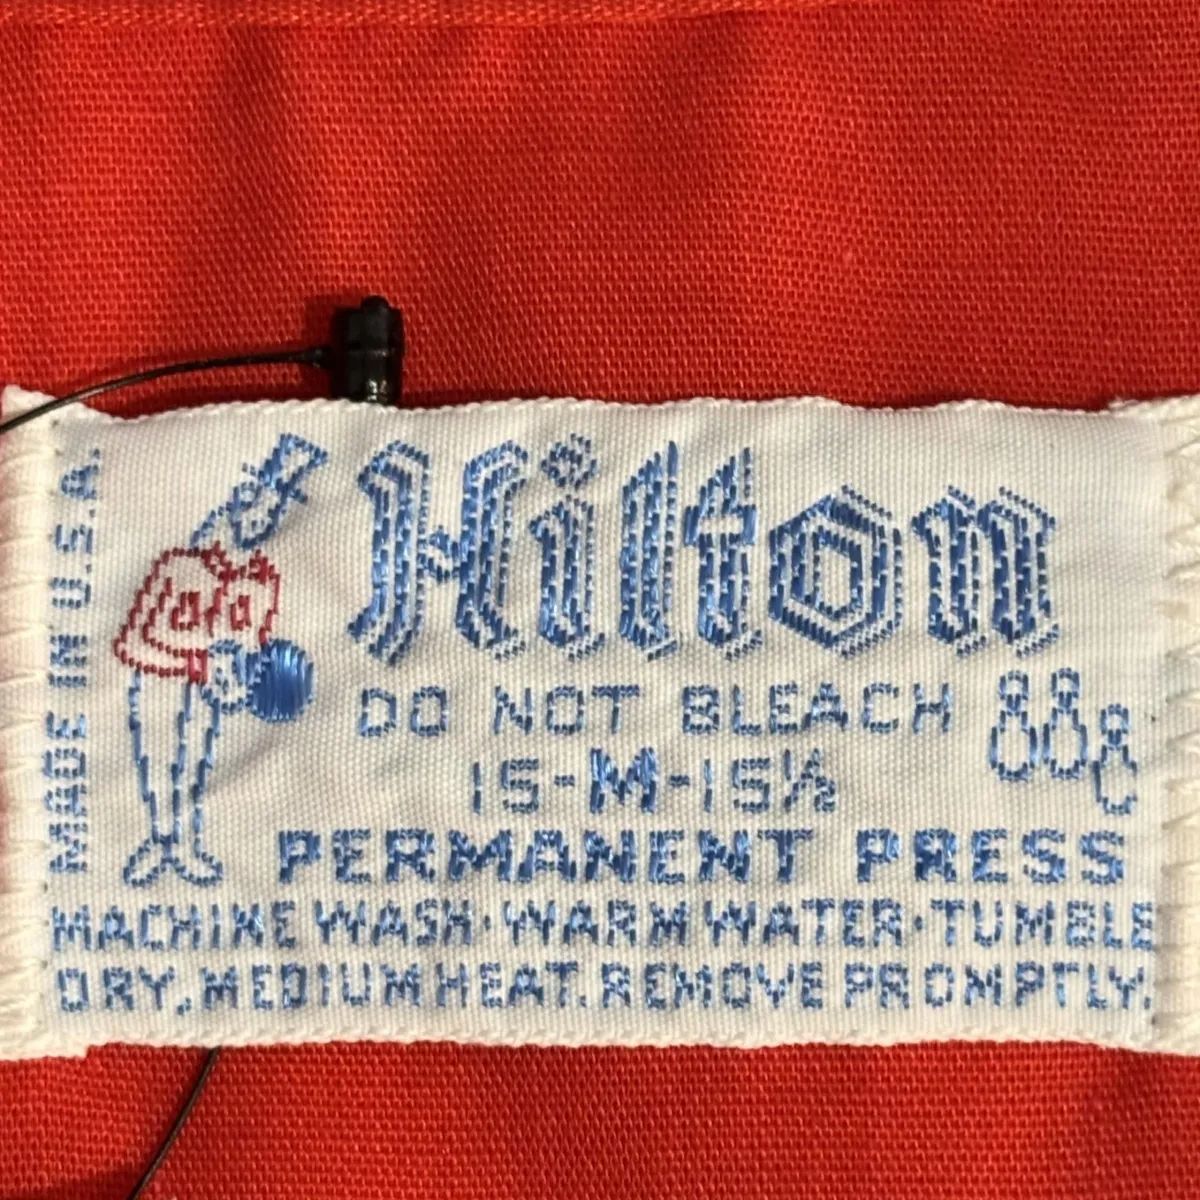 MADE IN U.S.A.
Hilton
DO NOT BLEACH
15-M-15½
PERMANENT PRESS
MACHINE WASH·WARM WATER·TUMBLE
DRY, MEDIUM HEAT. REMOVE PROMPTLY.